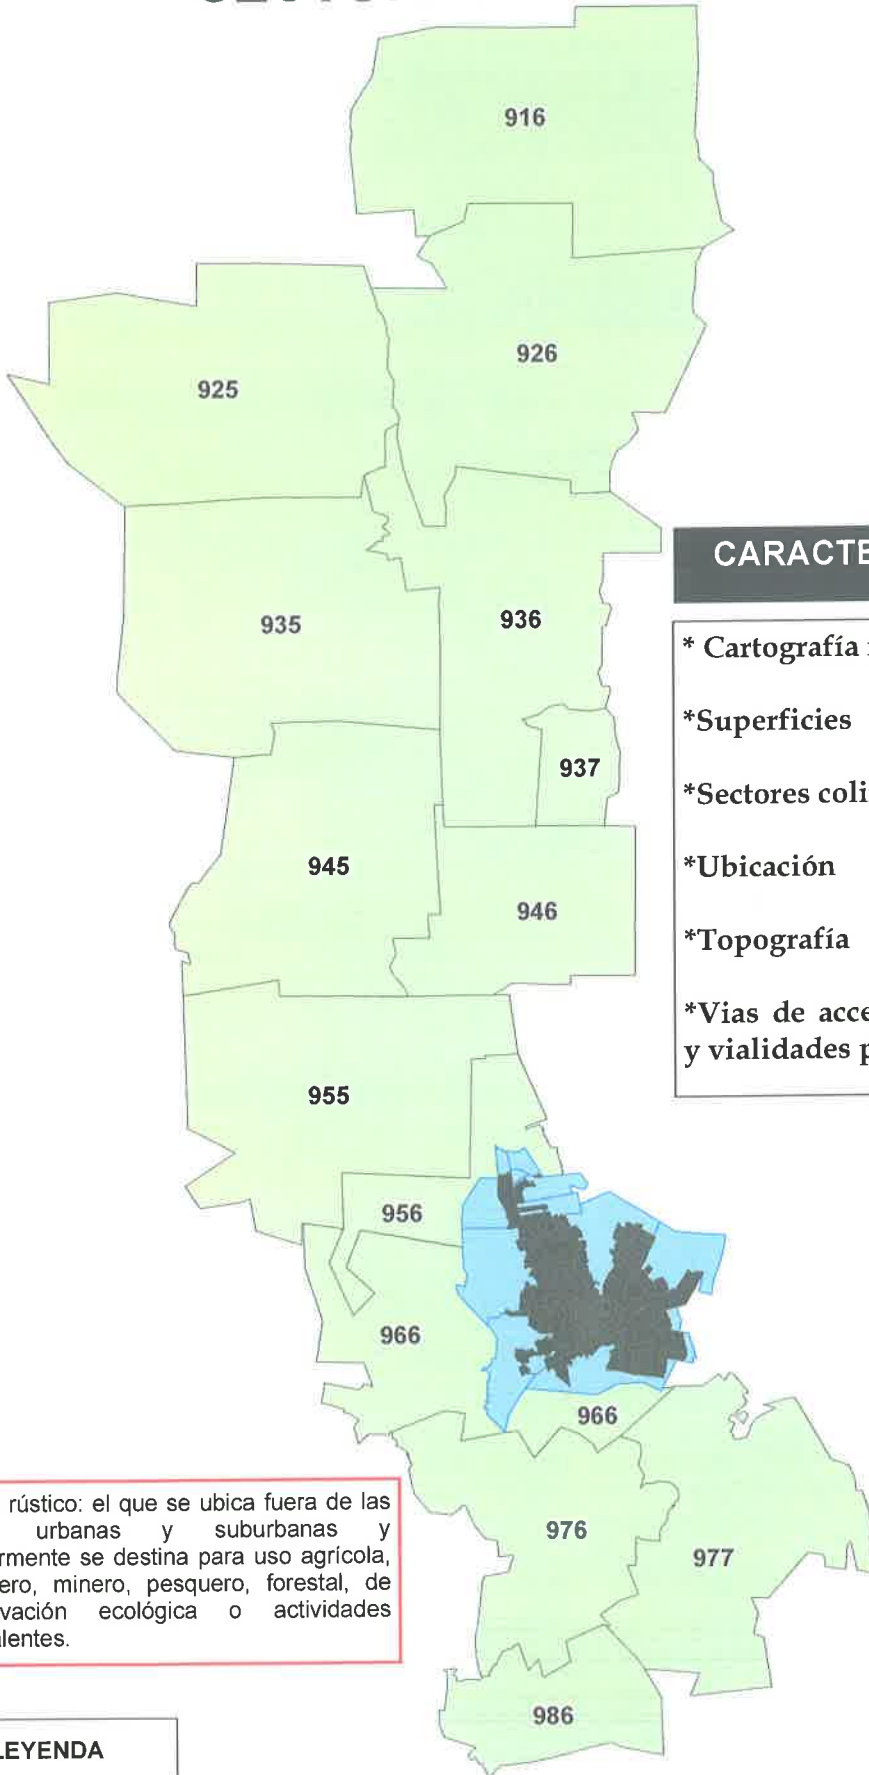 916
926
925
CARACTE
935
936
* Cartografía
*Superficies
937
*Sectores coli
945
*Ubicación
946
*Topografía
*Vias de acce
y vialidades p
955
956
966
966
rústico: el que se ubica fuera de las
urbanas y suburbanas y
rmente se destina para uso agrícola,
ero, minero, pesquero, forestal, de
vación ecológica o actividades
lentes.
976
977
986
LEYENDA